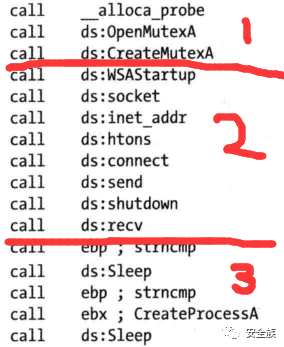 call __alloca_probe
call ds:OpenMutexA
call ds:CreateMutexA
1
call ds:WSAStartup
call ds:socket
call ds:inet_addr
call ds:htons
2
call ds:connect
call ds:send
call ds:shutdown
call ds:recv
call ebp ; strncmp
call ds:Sleep
3
call ebp ; strncmp
call ebx ; CreateProcessA
call ds:Sleep
安全族